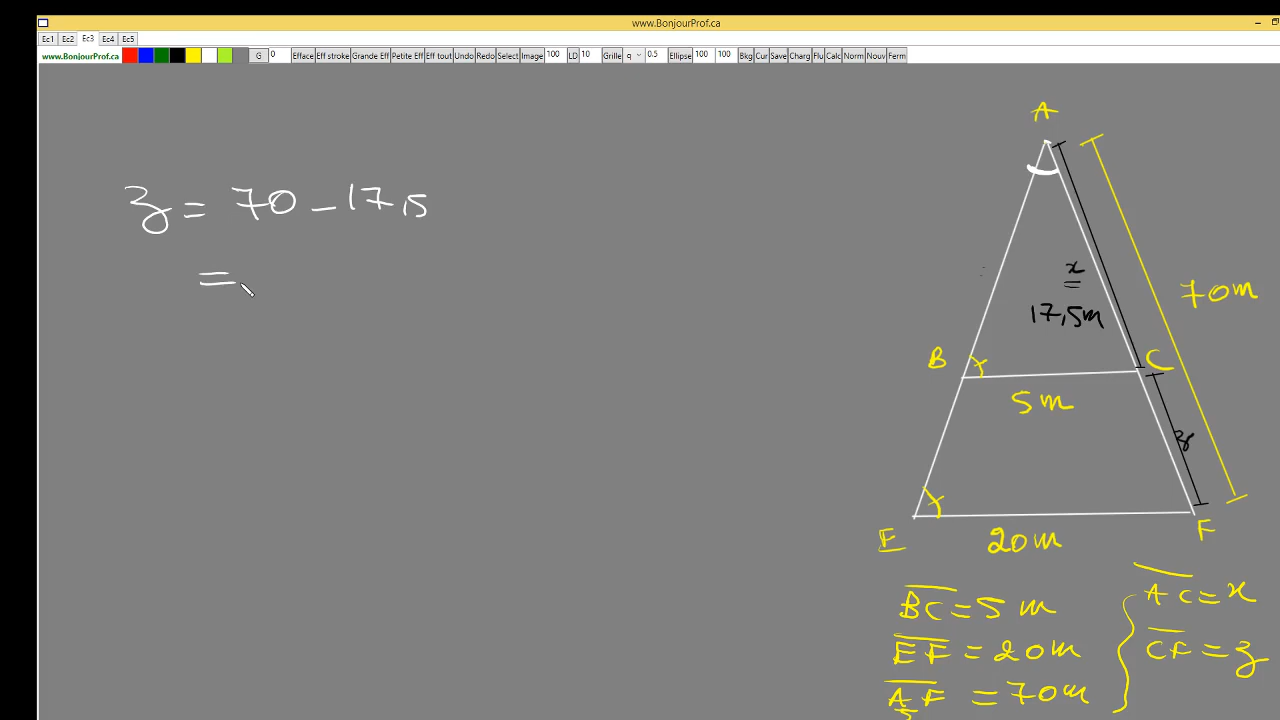 www.BonjourProf.ca
Ec1 Ec2 Ec3 Ec4 Ec5
www.BonjourProf.ca G 0 Efface Eff stroke Grande Eff Petite Eff Eff tout Undo Redo Select Image 100 LD 10 Grille q 0.5 Ellipse 100 100 Bkg Cur Save Charg Flu Calc Norm Nouv Ferm
A
z = 70 - 17,5
=
x
=
17,5m
70m
B
C
5m
z
E
F
20m
BC = 5 m
EF = 20m
AF = 70m
AC = x
CF = z